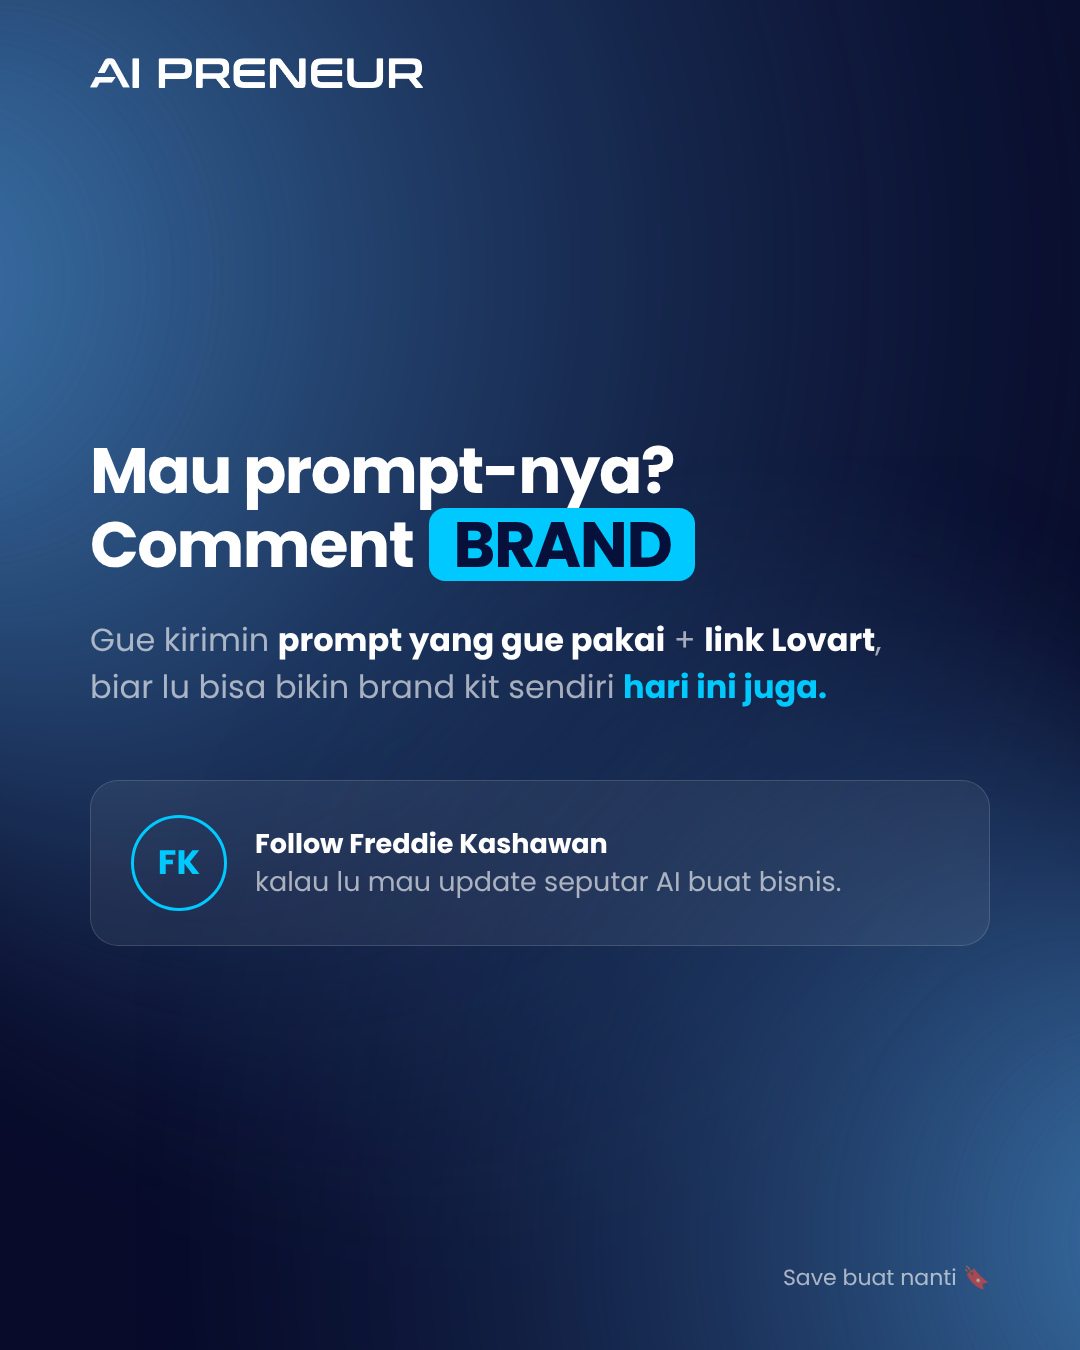 AI PRENEUR
Mau prompt-nya?
Comment BRAND
Gue kirimin prompt yang gue pakai + link Lovart,
biar lu bisa bikin brand kit sendiri hari ini juga.
FK
Follow Freddie Kashawan
kalau lu mau update seputar AI buat bisnis.
Save buat nanti 🔖